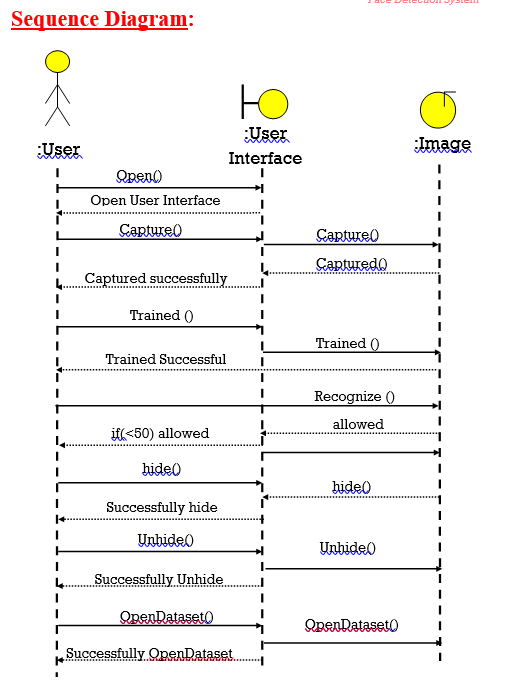 Face Detection System
Sequence Diagram:
:User
:User
Interface
:Image
Open()
Open User Interface
Capture()
Capture()
Captured()
Captured successfully
Trained ()
Trained ()
Trained Successful
Recognize ()
allowed
if(<50) allowed
hide()
hide()
Successfully hide
Unhide()
Unhide()
Successfully Unhide
OpenDataset()
OpenDataset()
Successfully OpenDataset